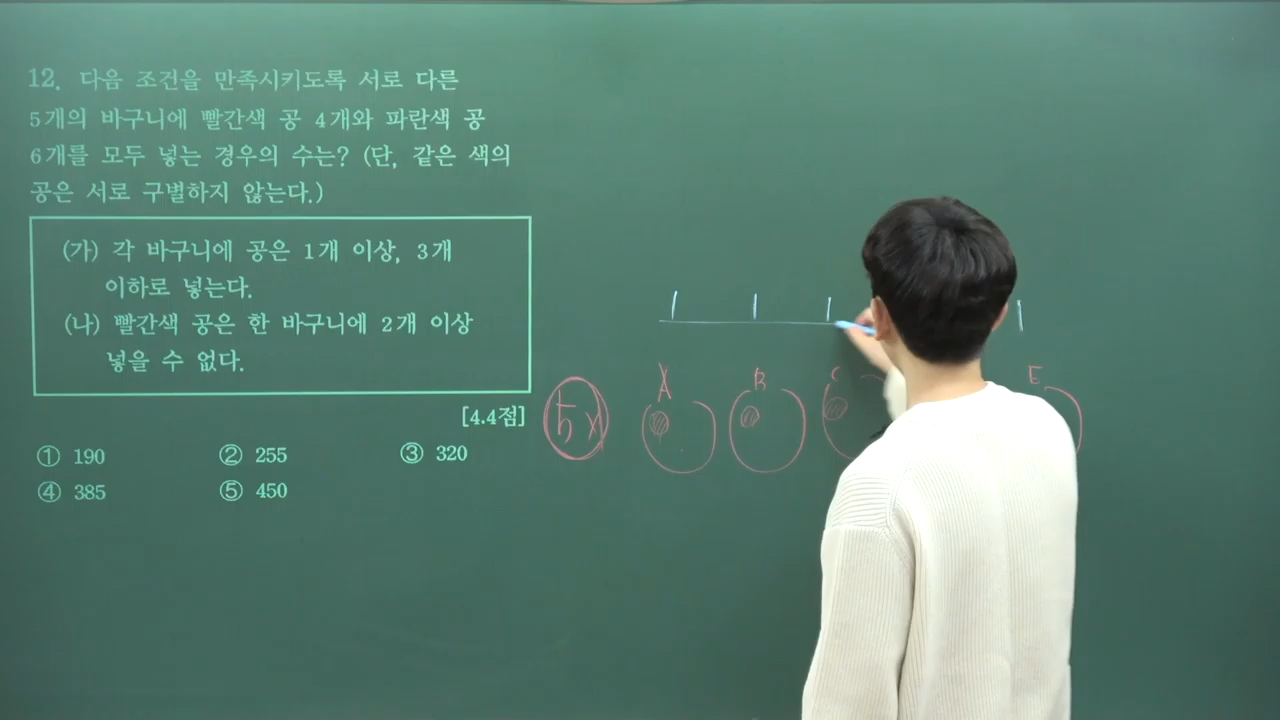 12. 다음 조건을 만족시키도록 서로 다른
5개의 바구니에 빨간색 공 4개와 파란색 공
6개를 모두 넣는 경우의 수는? (단, 같은 색의
공은 서로 구별하지 않는다.)
(가) 각 바구니에 공은 1개 이상, 3개
이하로 넣는다.
(나) 빨간색 공은 한 바구니에 2개 이상
넣을 수 없다.
[4.4점]
① 190 ② 255 ③ 320
④ 385 ⑤ 450
5× A B C E